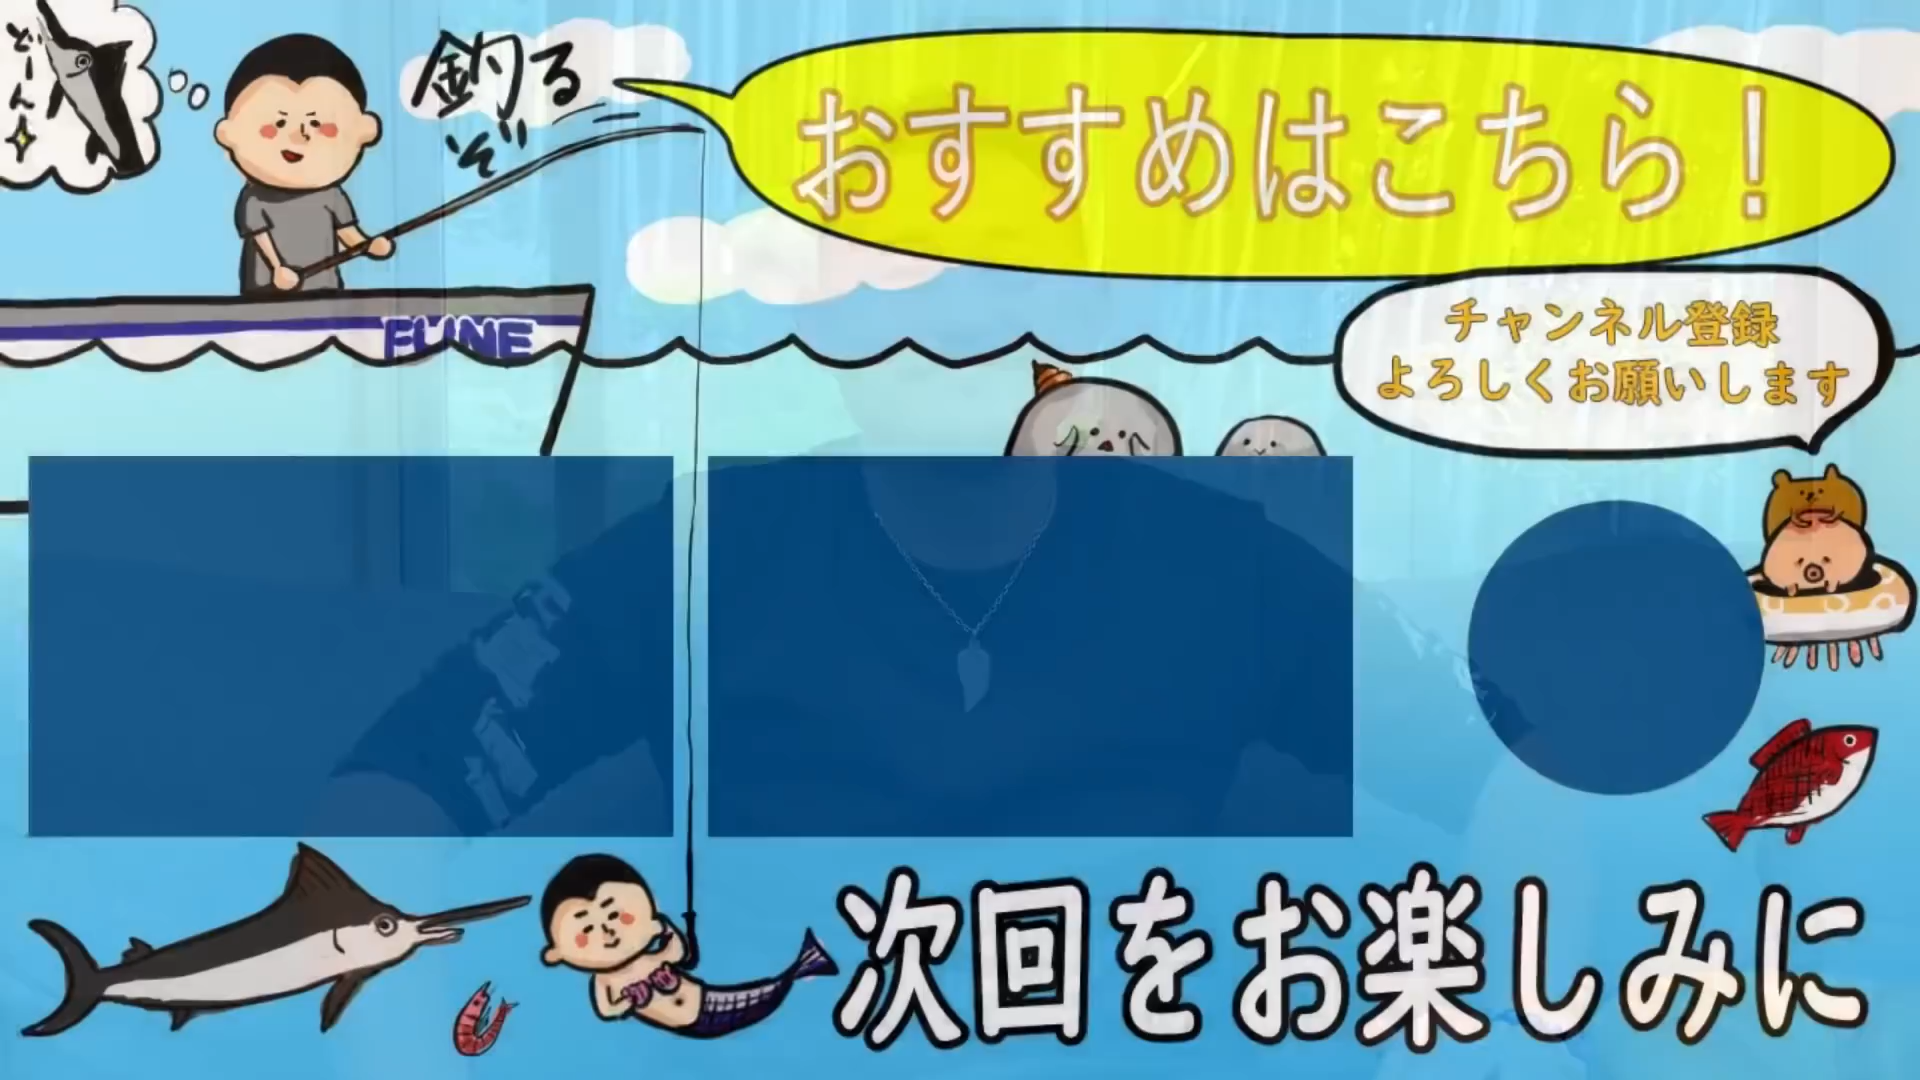 どーん
釣る
ぞ
おすすめはこちら！
チャンネル登録
よろしくお願いします
次回をお楽しみに